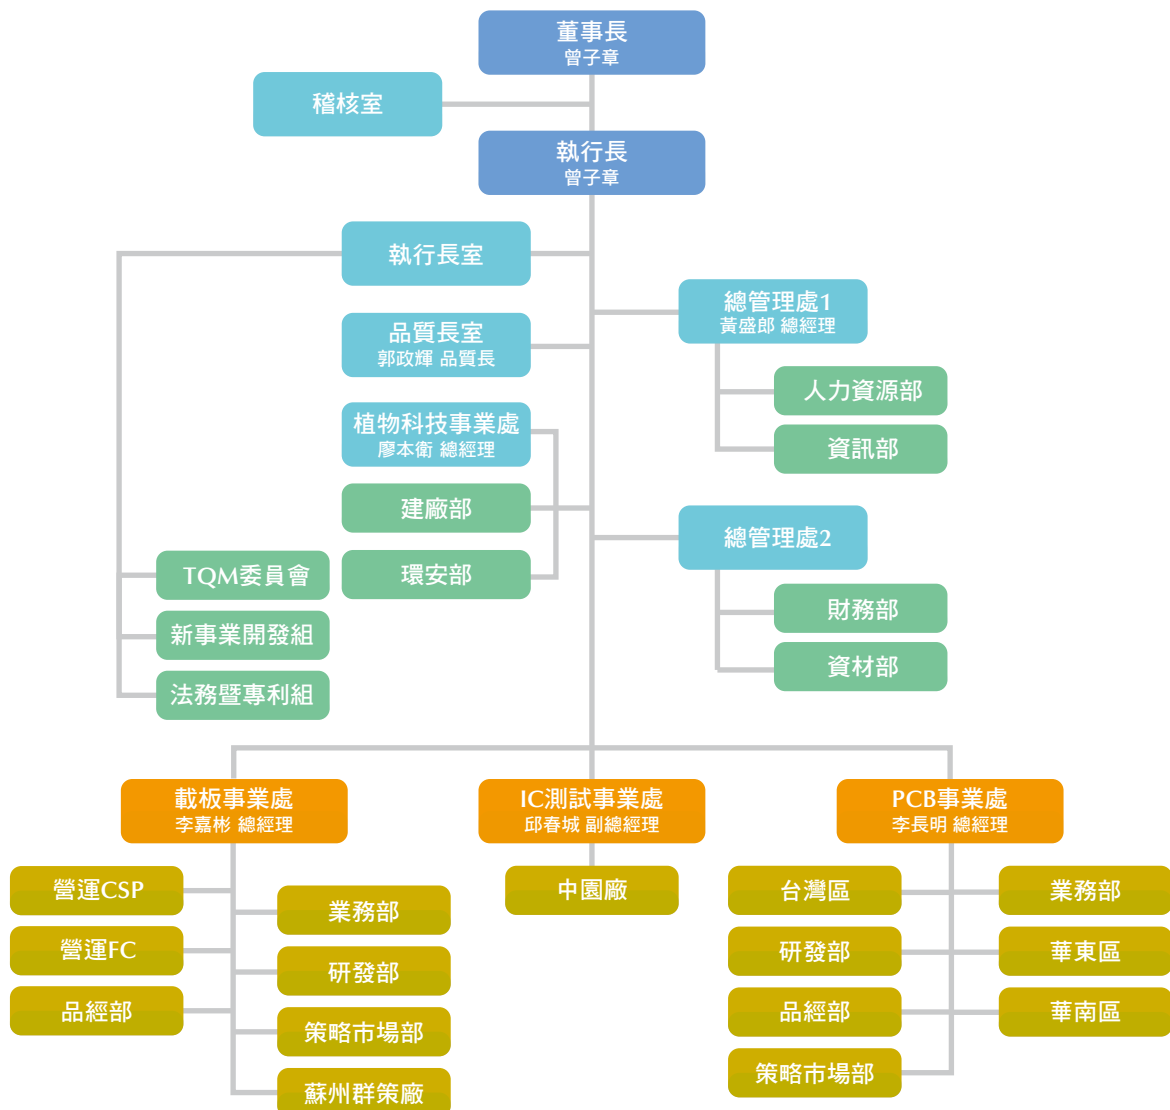 董事長
曾子章
稽核室
執行長
曾子章
執行長室
品質長室
郭政輝 品質長
植物科技事業處
廖本衛 總經理
建廠部
環安部
TQM委員會
新事業開發組
法務暨專利組
總管理處1
黃盛郎 總經理
人力資源部
資訊部
總管理處2
財務部
資材部
載板事業處
李嘉彬 總經理
營運CSP
營運FC
品經部
業務部
研發部
策略市場部
蘇州群策廠
IC測試事業處
邱春城 副總經理
中園廠
PCB事業處
李長明 總經理
台灣區
研發部
品經部
策略市場部
業務部
華東區
華南區